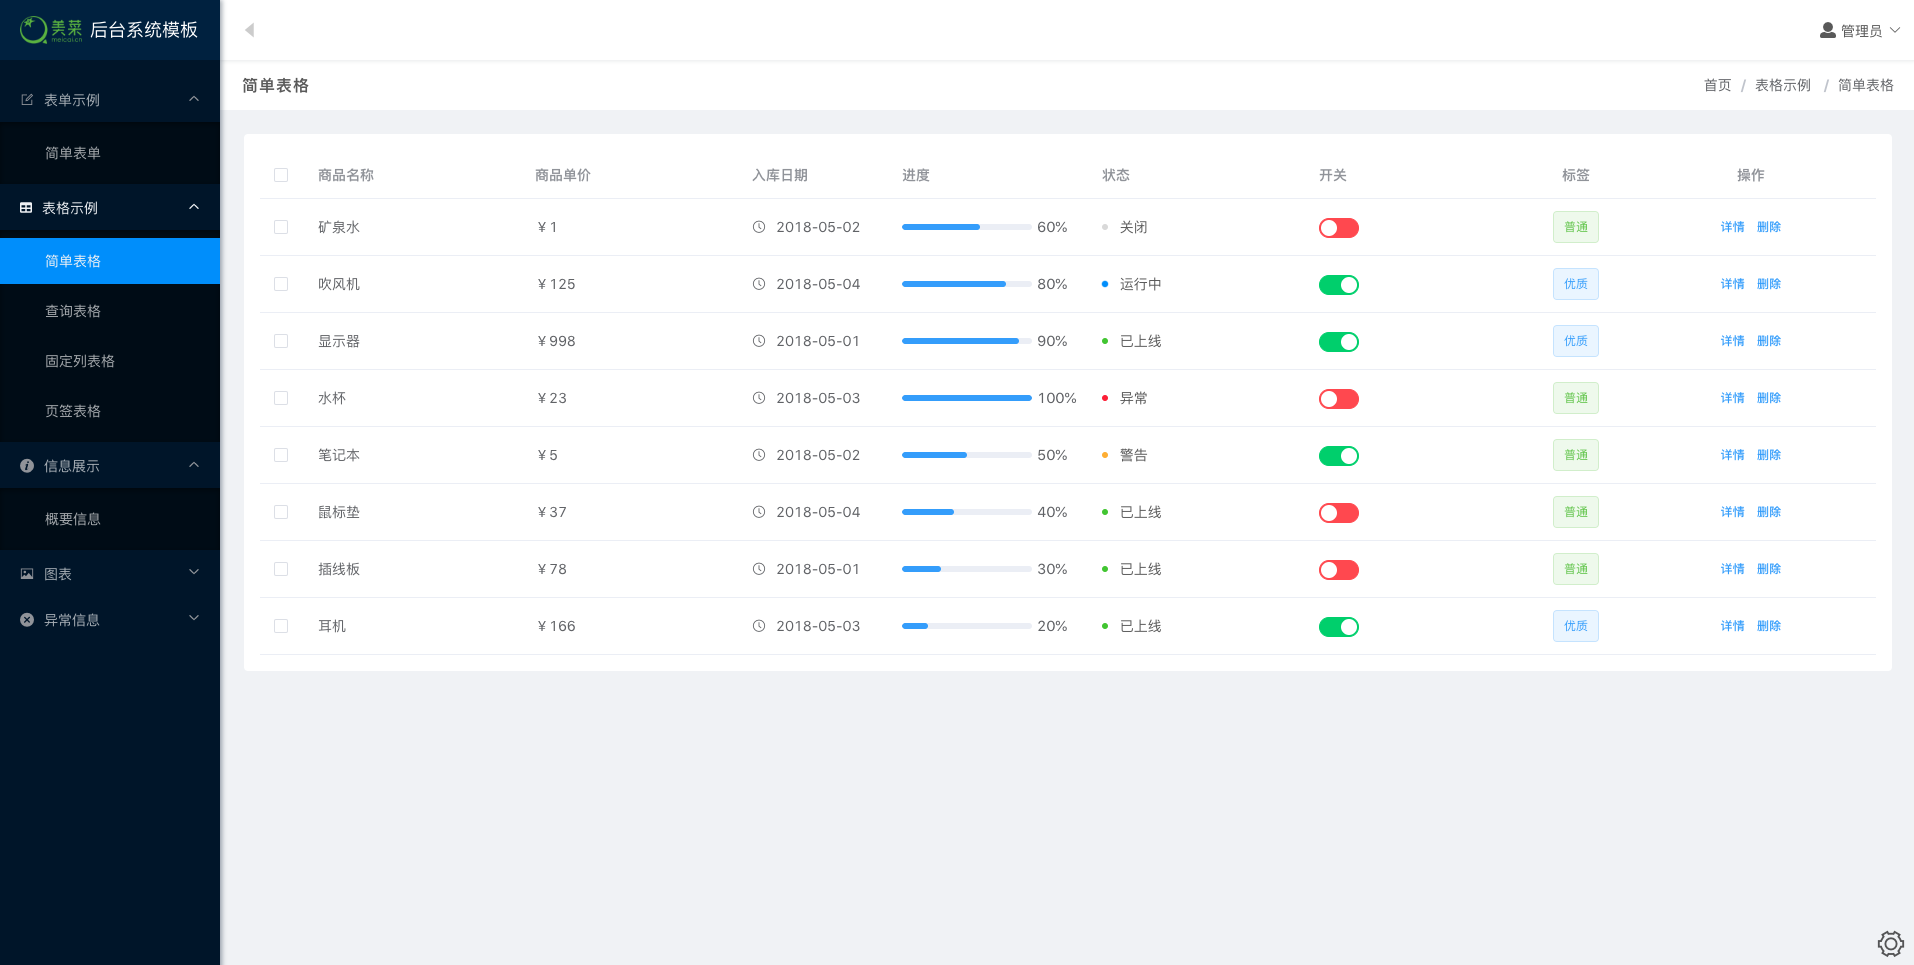 美菜 meicai.cn 后台系统模板
管理员
表单示例
简单表单
表格示例
简单表格
查询表格
固定列表格
页签表格
信息展示
概要信息
图表
异常信息
简单表格
首页 / 表格示例 / 简单表格
商品名称 商品单价 入库日期 进度 状态 开关 标签 操作
矿泉水 ¥1 2018-05-02 60% 关闭 普通 详情 删除
吹风机 ¥125 2018-05-04 80% 运行中 优质 详情 删除
显示器 ¥998 2018-05-01 90% 已上线 优质 详情 删除
水杯 ¥23 2018-05-03 100% 异常 普通 详情 删除
笔记本 ¥5 2018-05-02 50% 警告 普通 详情 删除
鼠标垫 ¥37 2018-05-04 40% 已上线 普通 详情 删除
插线板 ¥78 2018-05-01 30% 已上线 普通 详情 删除
耳机 ¥166 2018-05-03 20% 已上线 优质 详情 删除